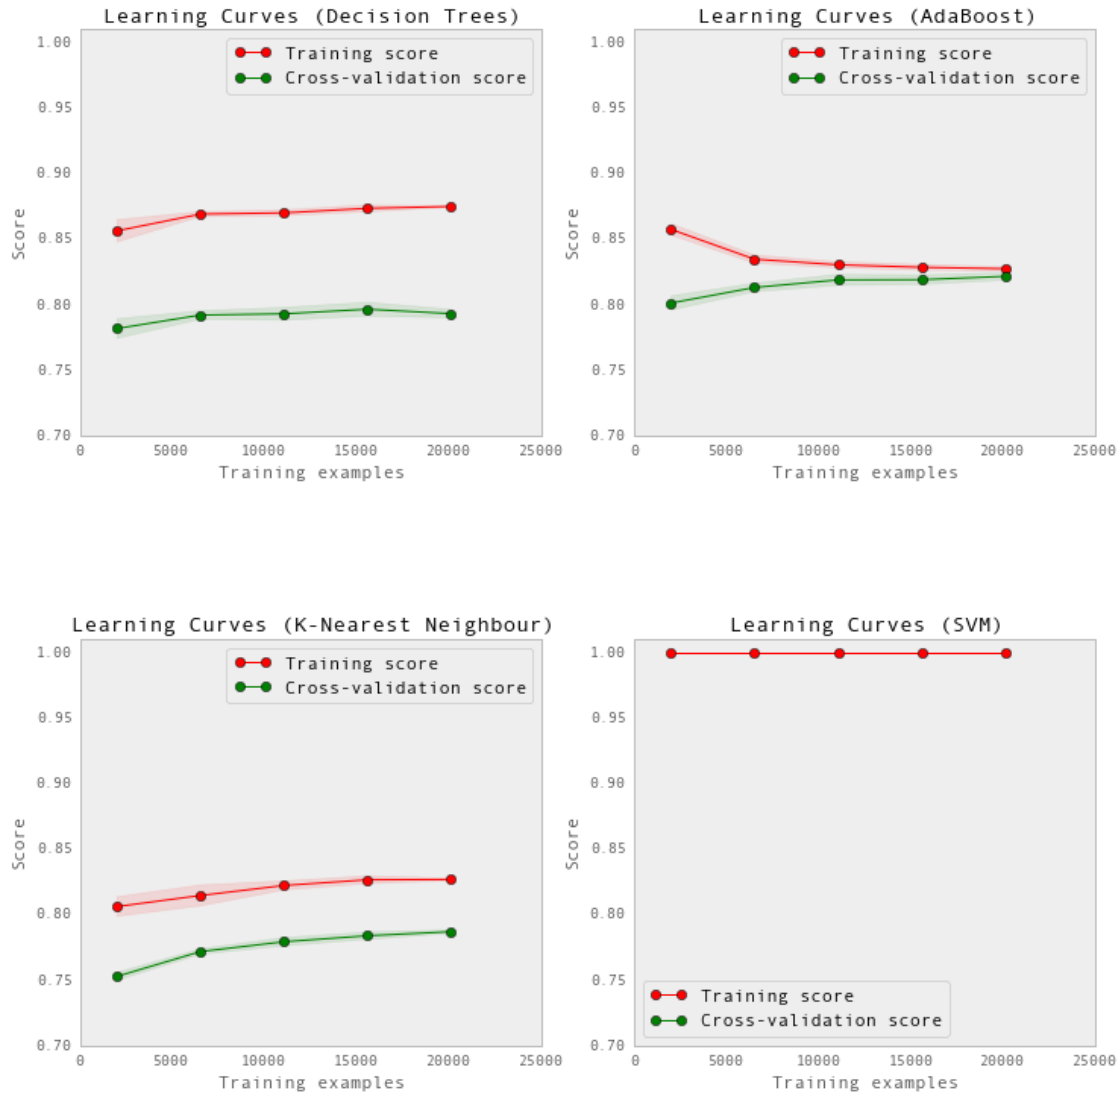 Learning Curves (Decision Trees)
1.00
0.95
0.90
0.85
0.80
0.75
0.70
Score
Training score
Cross-validation score
0 5000 10000 15000 20000 25000
Training examples
Learning Curves (AdaBoost)
1.00
0.95
0.90
0.85
0.80
0.75
0.70
Score
Training score
Cross-validation score
0 5000 10000 15000 20000 25000
Training examples
Learning Curves (K-Nearest Neighbour)
1.00
0.95
0.90
0.85
0.80
0.75
0.70
Score
Training score
Cross-validation score
0 5000 10000 15000 20000 25000
Training examples
Learning Curves (SVM)
1.00
0.95
0.90
0.85
0.80
0.75
0.70
Score
Training score
Cross-validation score
0 5000 10000 15000 20000 25000
Training examples